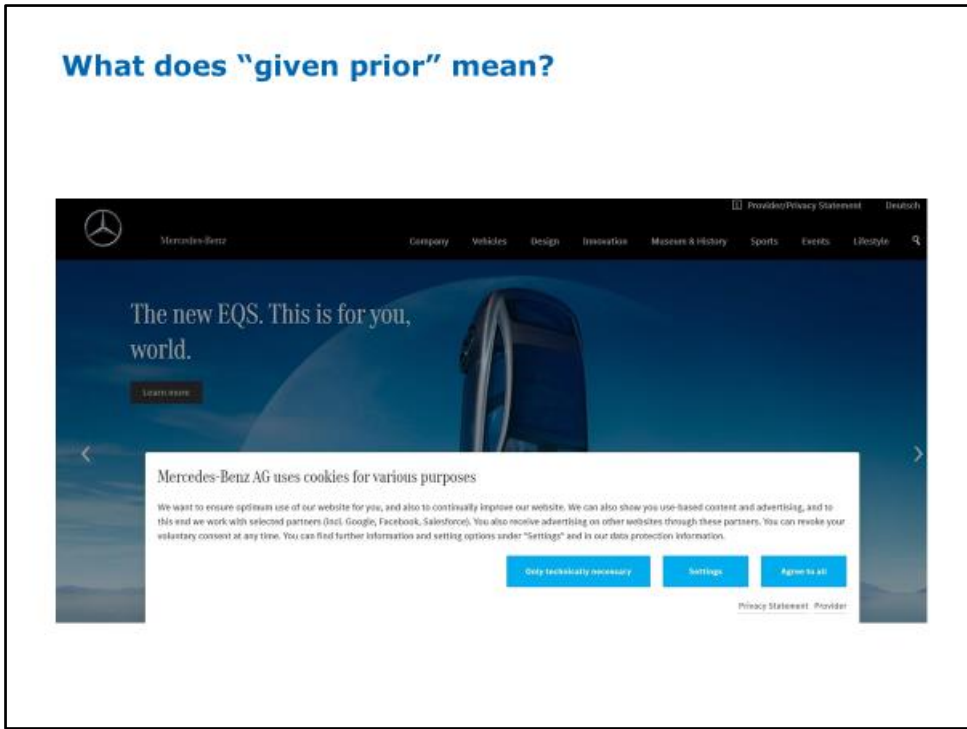 What does “given prior” mean?
Provider/Privacy Statement Deutsch
Mercedes-Benz Company Vehicles Design Innovation Museum & History Sports Events Lifestyle
The new EQS. This is for you,
world.
Learn more
Mercedes-Benz AG uses cookies for various purposes
We want to ensure optimum use of our website for you, and also to continually improve our website. We can also show you use-based content and advertising, and to
this end we work with selected partners (incl. Google, Facebook, Salesforce). You also receive advertising on other websites through these partners. You can revoke your
voluntary consent at any time. You can find further information and setting options under "Settings" and in our data protection information.
Only technically necessary Settings Agree to all
Privacy Statement Provider